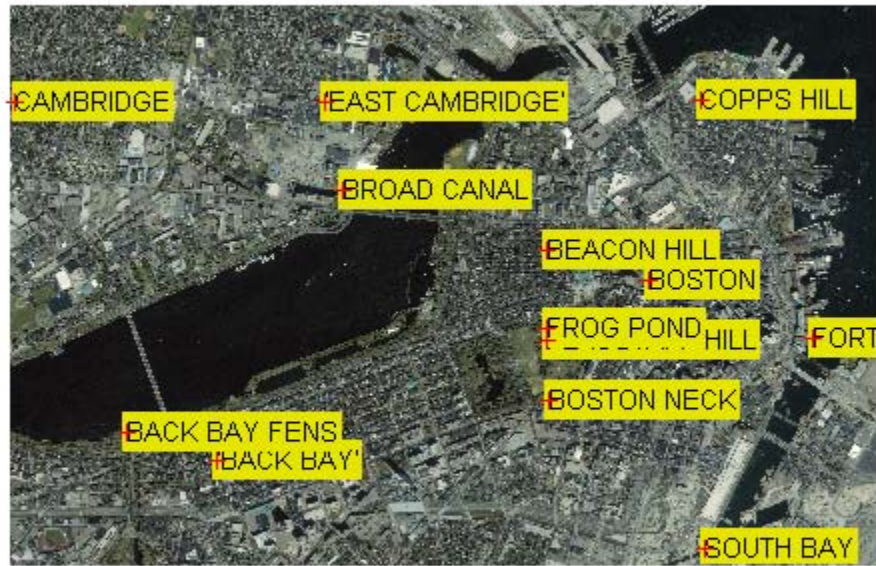 CAMBRIDGE
'EAST CAMBRIDGE'
COPPS HILL
BROAD CANAL
BEACON HILL
BOSTON
FROG POND
HILL
FORT
BOSTON NECK
BACK BAY FENS
'BACK BAY'
SOUTH BAY